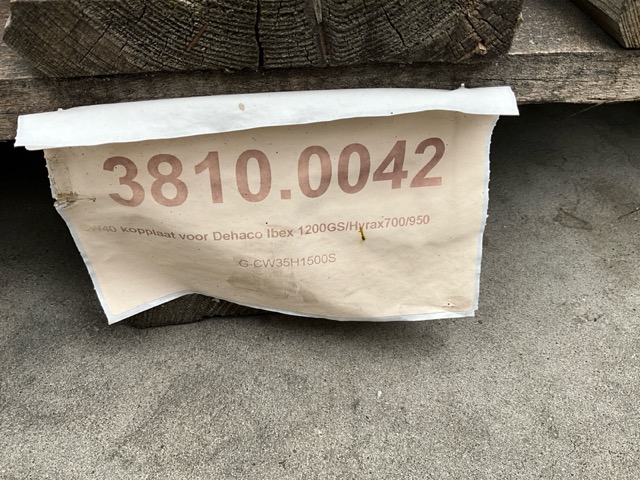 3810.0042
kopplaat voor Dehaco Ibex 1200GS/Hyrax700/950
G-CW35H1500S